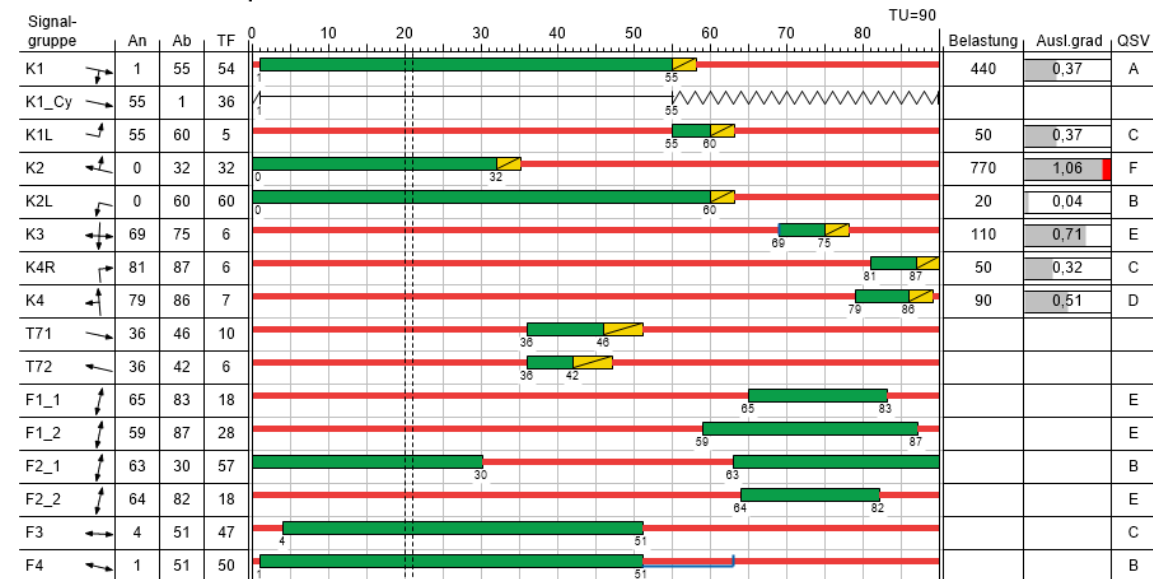 TU=90
Signal-
gruppe An Ab TF 0 10 20 30 40 50 60 70 80 Belastung Ausl.grad QSV
K1 1 55 54 1 55 440 0,37 A
K1_Cy 55 1 36 1 55
K1L 55 60 5 55 60 50 0,37 C
K2 0 32 32 0 32 770 1,06 F
K2L 0 60 60 0 60 20 0,04 B
K3 69 75 6 69 75 110 0,71 E
K4R 81 87 6 81 87 50 0,32 C
K4 79 86 7 79 86 90 0,51 D
T71 36 46 10 36 46
T72 36 42 6 36 42
F1_1 65 83 18 65 83 E
F1_2 59 87 28 59 87 E
F2_1 63 30 57 30 63 B
F2_2 64 82 18 64 82 E
F3 4 51 47 4 51 C
F4 1 51 50 1 51 B